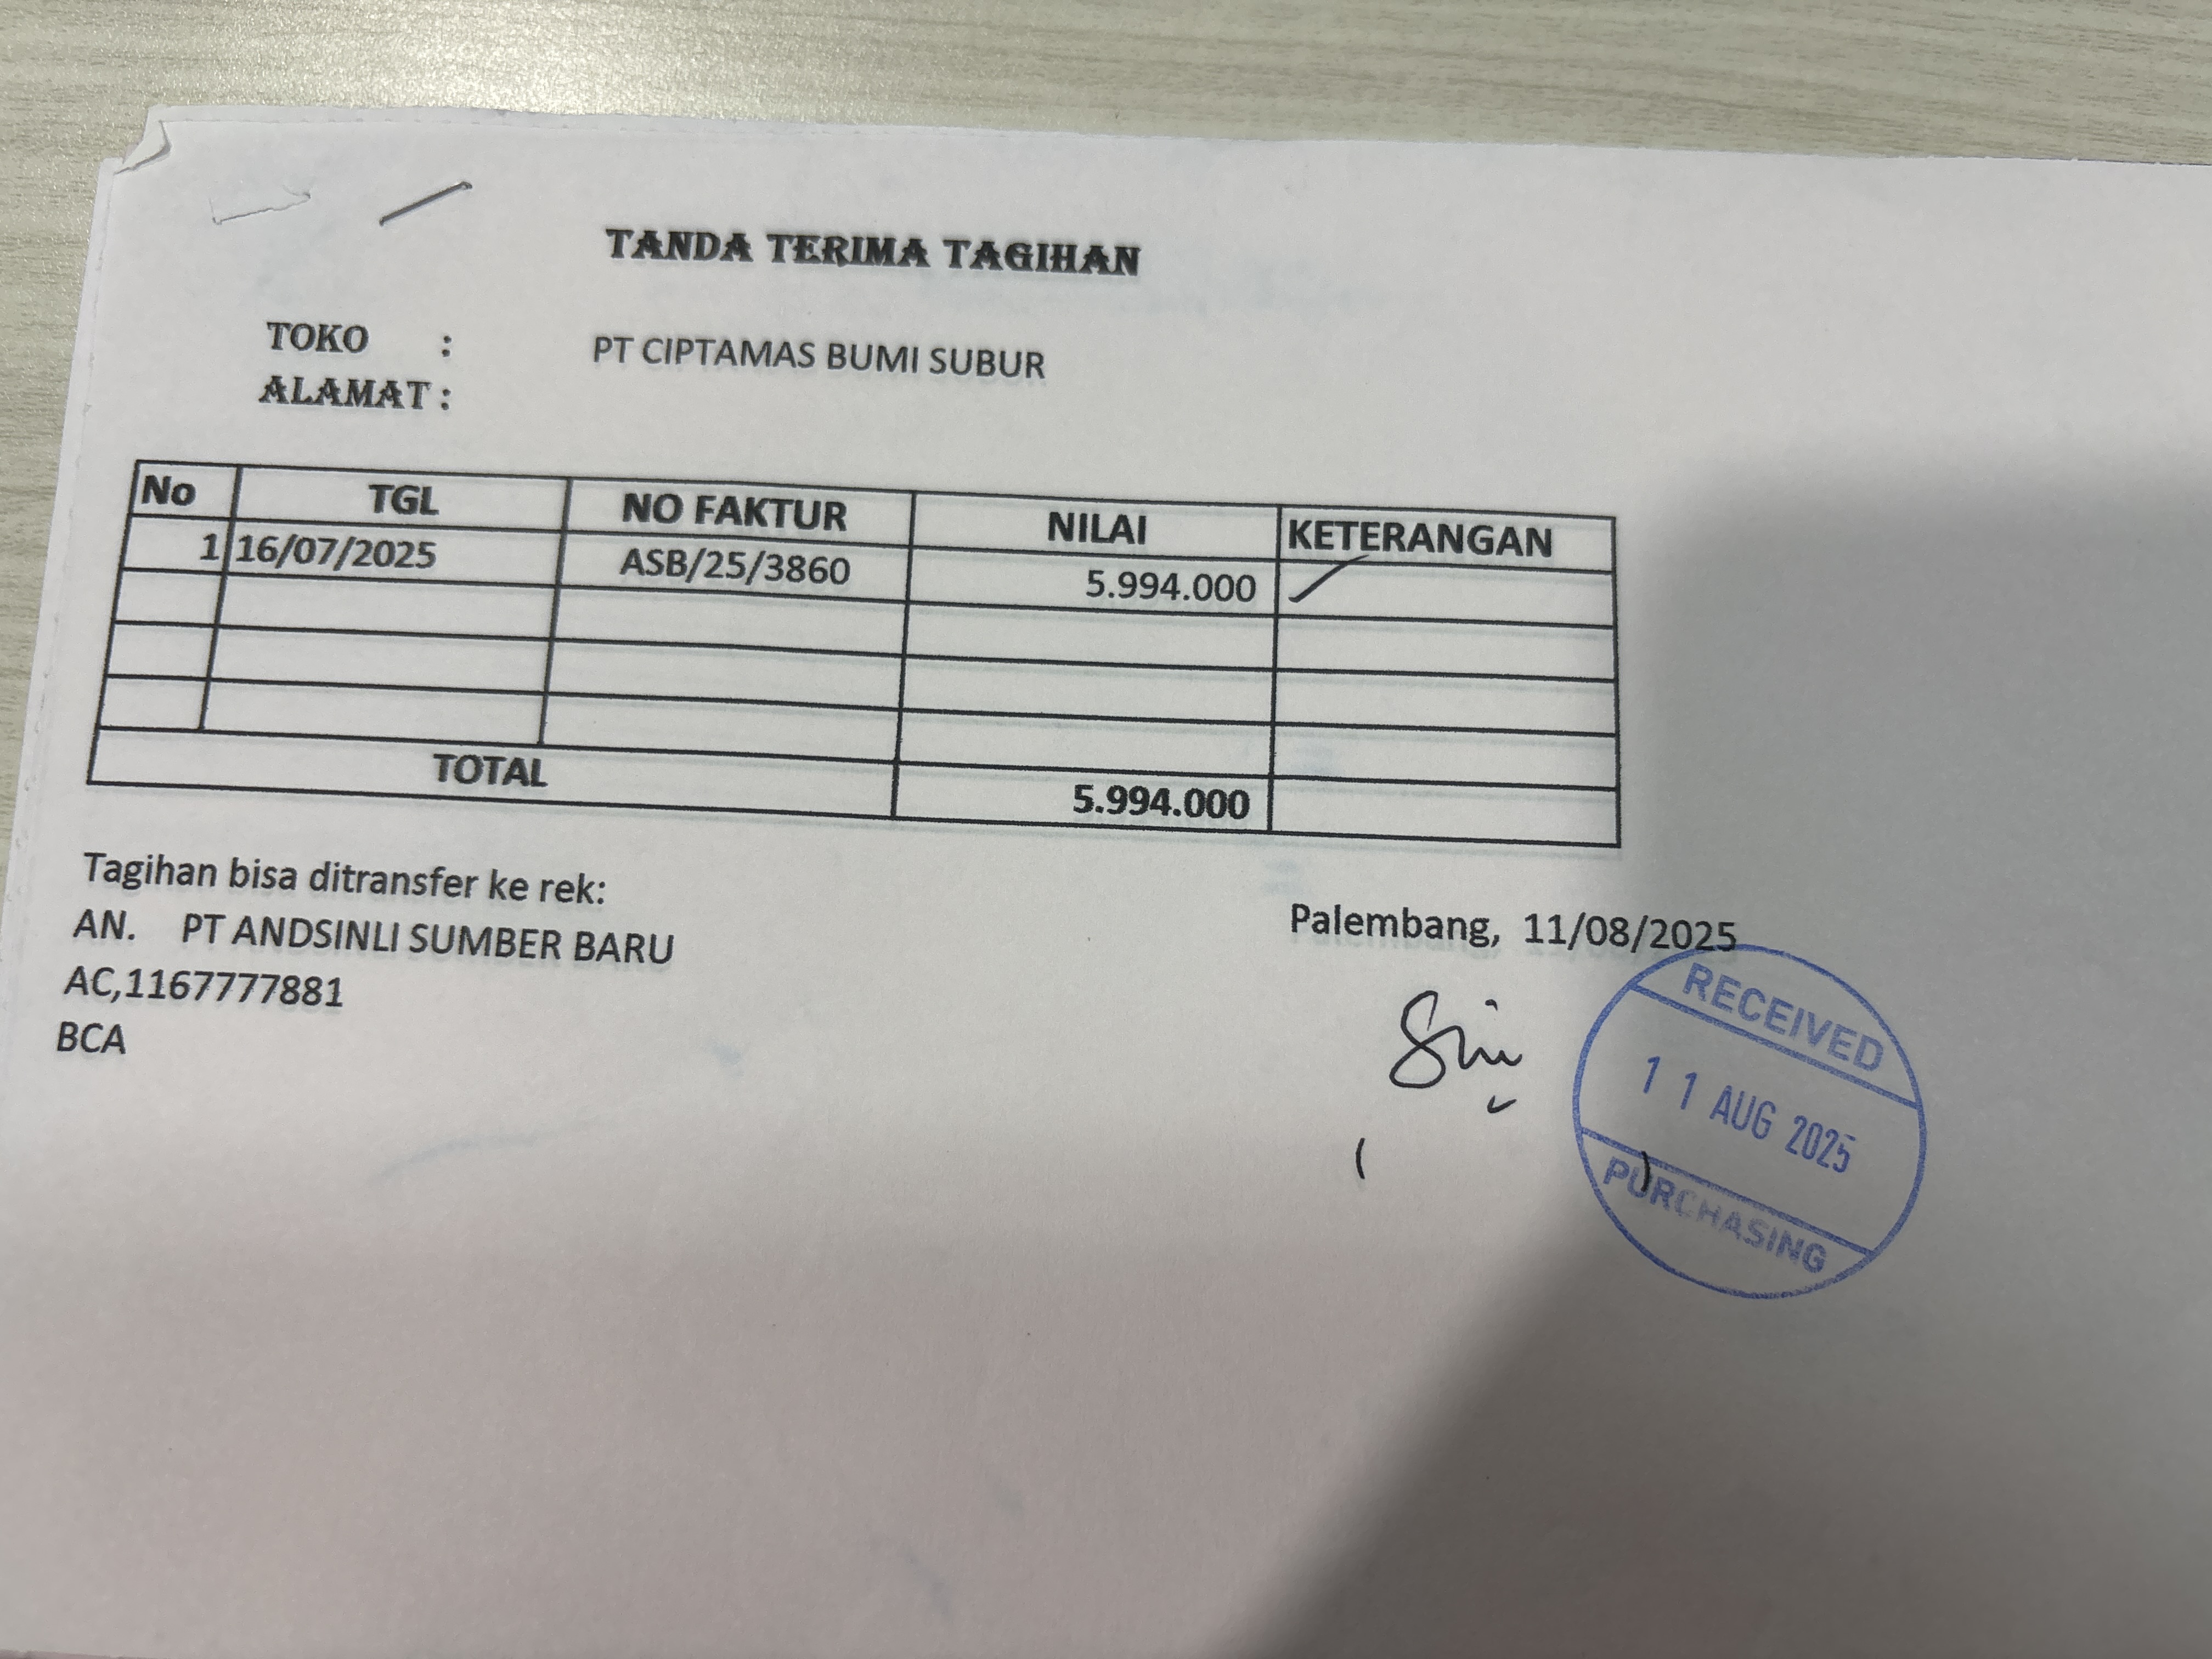 TANDA TERIMA TAGIHAN
TOKO : PT CIPTAMAS BUMI SUBUR
ALAMAT :
No TGL NO FAKTUR NILAI KETERANGAN
1 16/07/2025 ASB/25/3860 5.994.000
TOTAL 5.994.000
Tagihan bisa ditransfer ke rek:
AN. PT ANDSINLI SUMBER BARU
AC,1167777881
BCA
Palembang, 11/08/2025
RECEIVED
11 AUG 2025
PURCHASING
( )